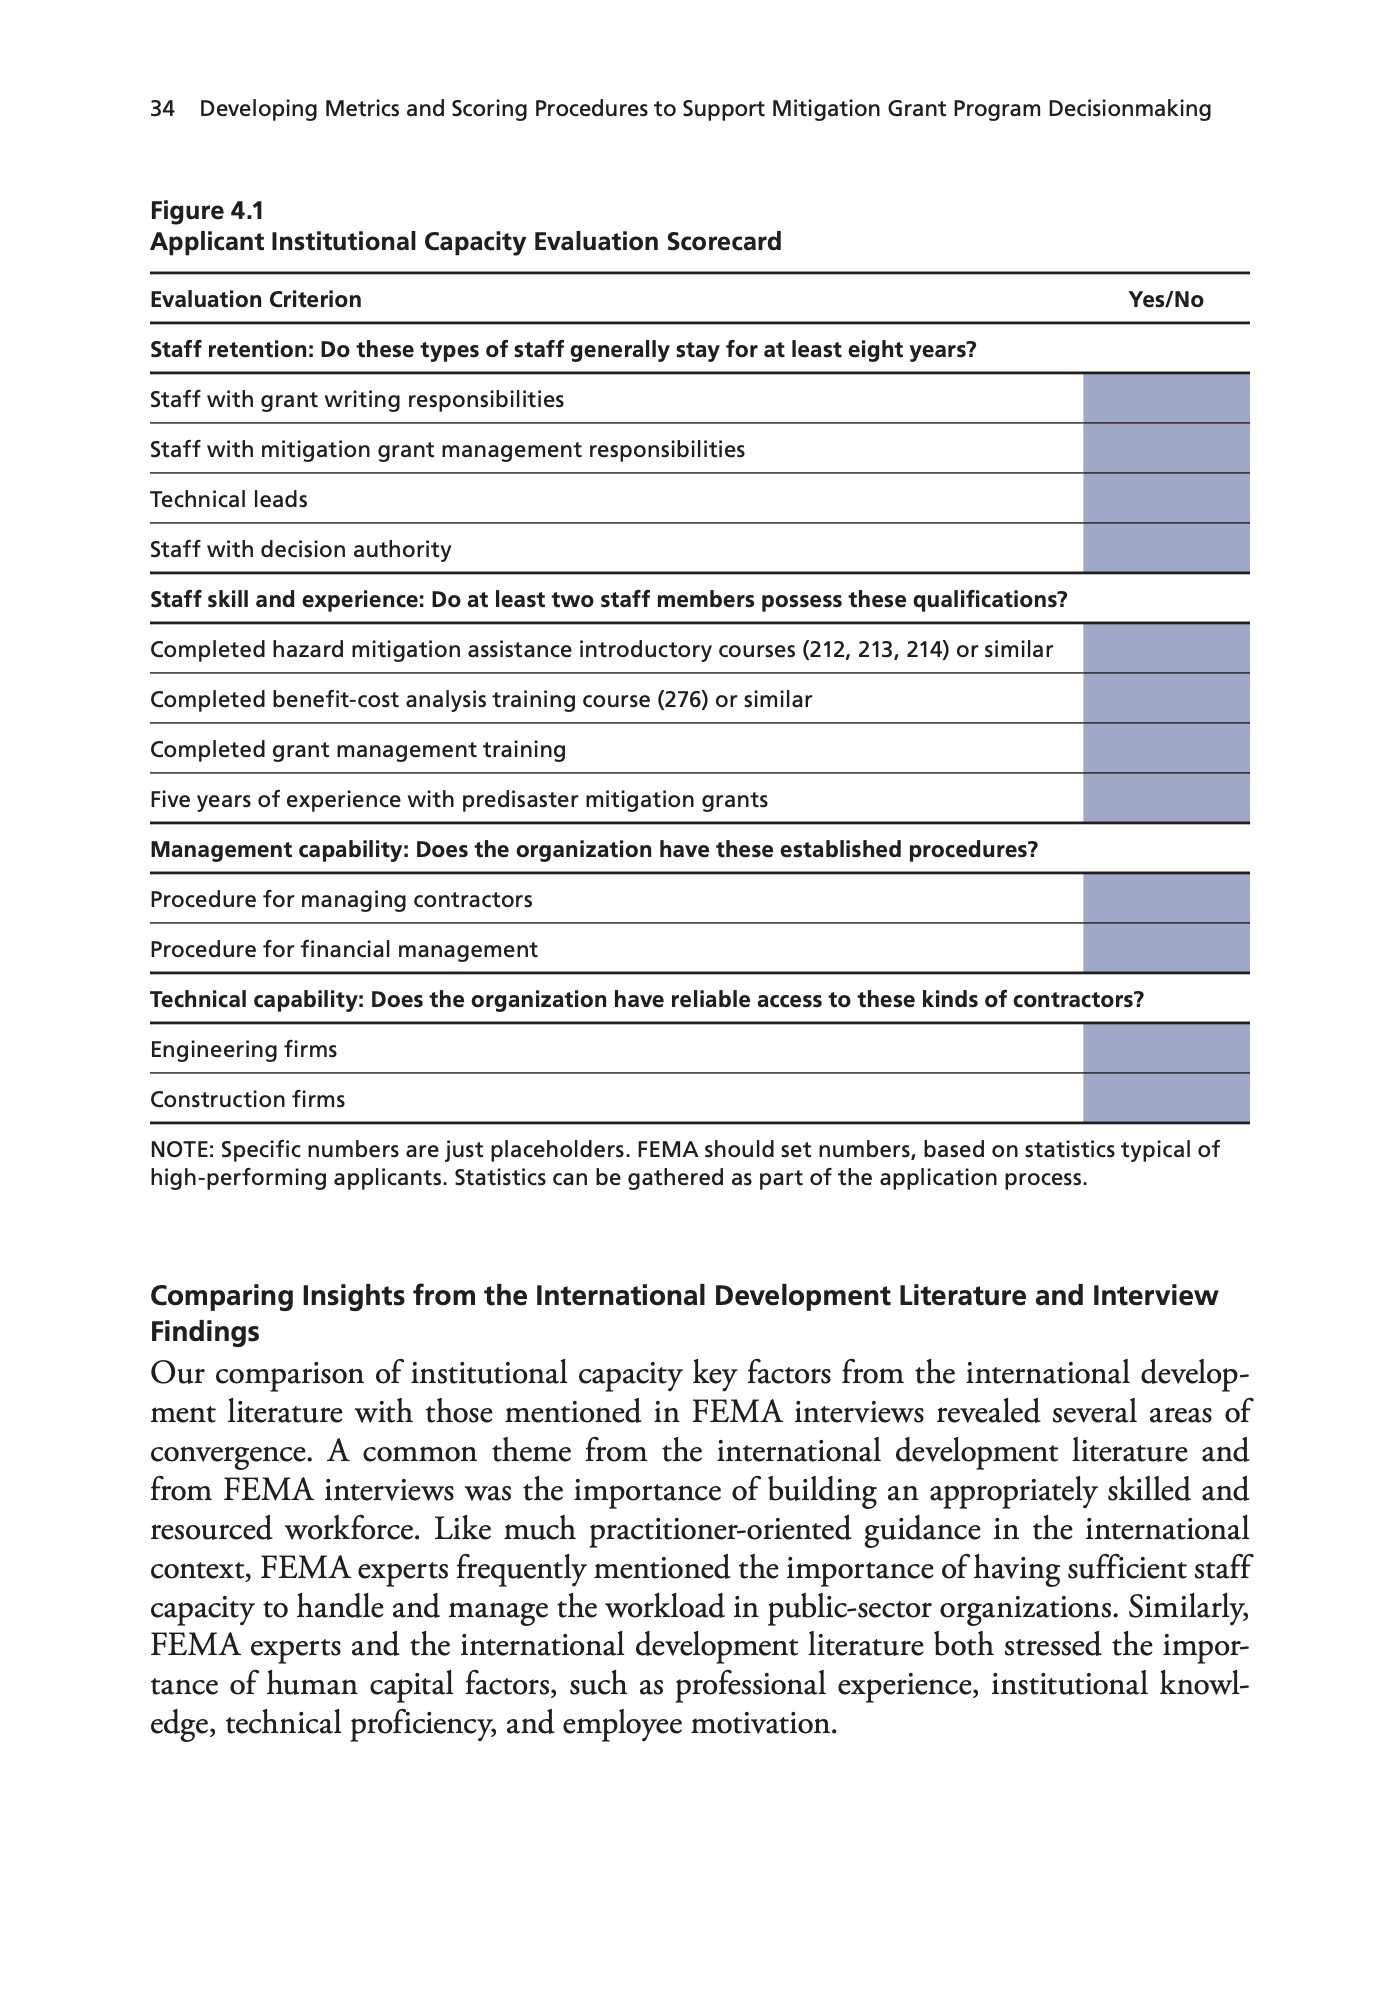 34 Developing Metrics and Scoring Procedures to Support Mitigation Grant Program Decisionmaking
Figure 4.1
Applicant Institutional Capacity Evaluation Scorecard
Evaluation Criterion Yes/No
Staff retention: Do these types of staff generally stay for at least eight years?
Staff with grant writing responsibilities
Staff with mitigation grant management responsibilities
Technical leads
Staff with decision authority
Staff skill and experience: Do at least two staff members possess these qualifications?
Completed hazard mitigation assistance introductory courses (212, 213, 214) or similar
Completed benefit-cost analysis training course (276) or similar
Completed grant management training
Five years of experience with predisaster mitigation grants
Management capability: Does the organization have these established procedures?
Procedure for managing contractors
Procedure for financial management
Technical capability: Does the organization have reliable access to these kinds of contractors?
Engineering firms
Construction firms
NOTE: Specific numbers are just placeholders. FEMA should set numbers, based on statistics typical of
high-performing applicants. Statistics can be gathered as part of the application process.
Comparing Insights from the International Development Literature and Interview
Findings
Our comparison of institutional capacity key factors from the international develop-
ment literature with those mentioned in FEMA interviews revealed several areas of
convergence. A common theme from the international development literature and
from FEMA interviews was the importance of building an appropriately skilled and
resourced workforce. Like much practitioner-oriented guidance in the international
context, FEMA experts frequently mentioned the importance of having sufficient staff
capacity to handle and manage the workload in public-sector organizations. Similarly,
FEMA experts and the international development literature both stressed the impor-
tance of human capital factors, such as professional experience, institutional knowl-
edge, technical proficiency, and employee motivation.